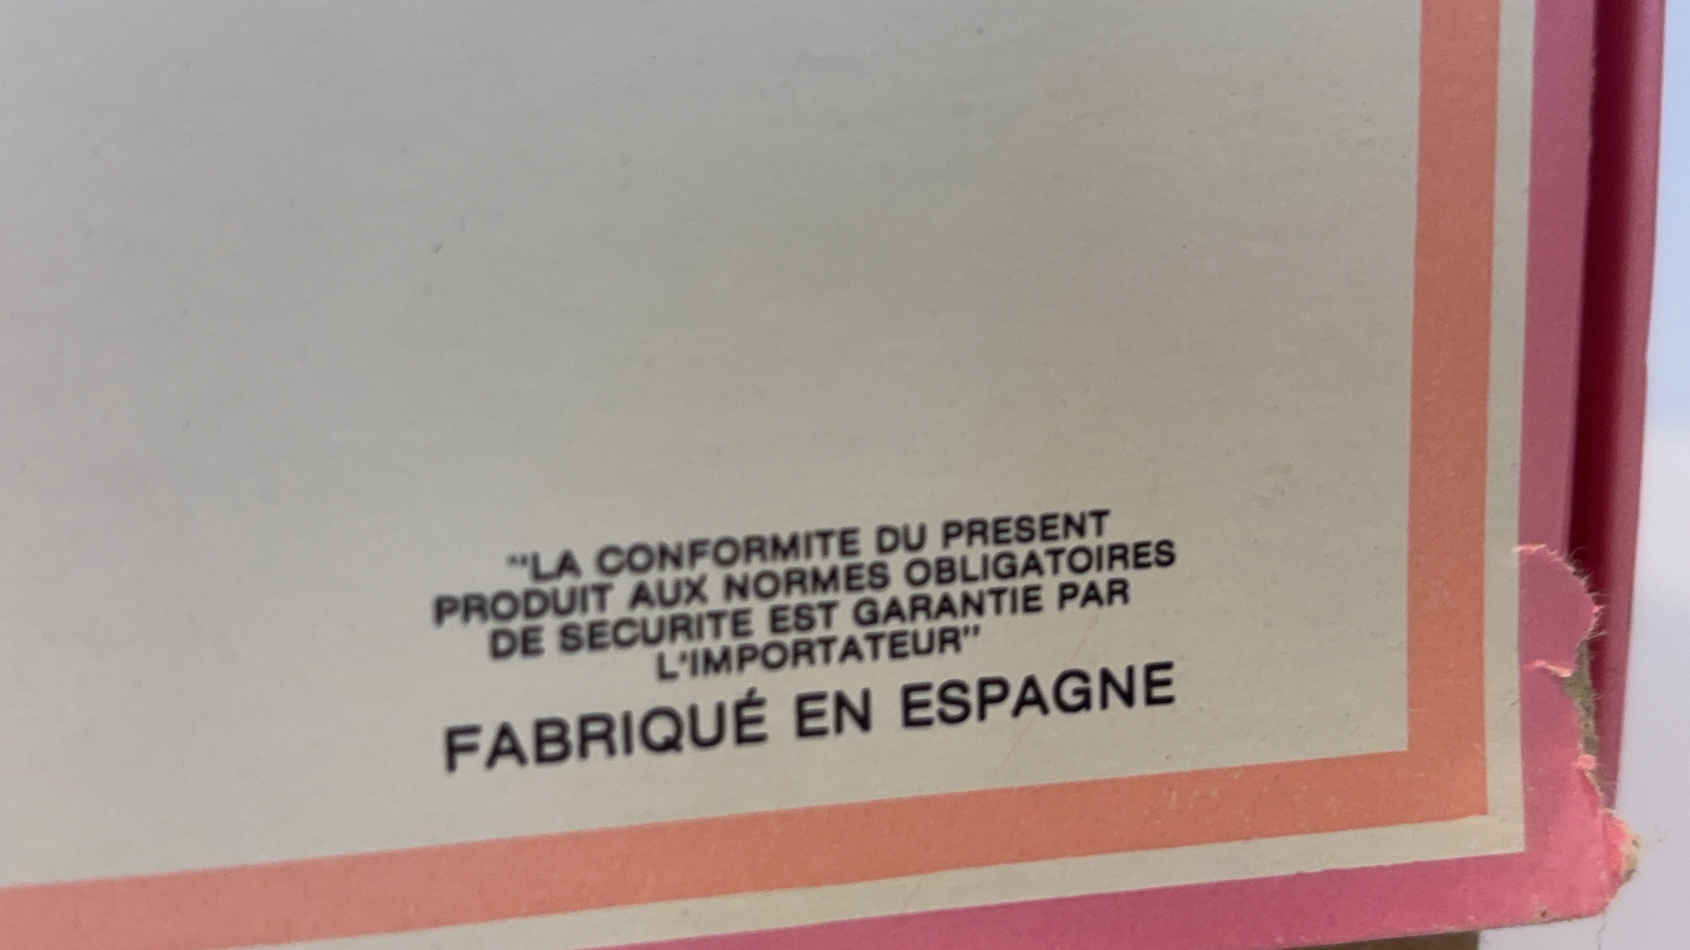 "LA CONFORMITE DU PRESENT
PRODUIT AUX NORMES OBLIGATOIRES
DE SECURITE EST GARANTIE PAR
L'IMPORTATEUR"
FABRIQUÉ EN ESPAGNE